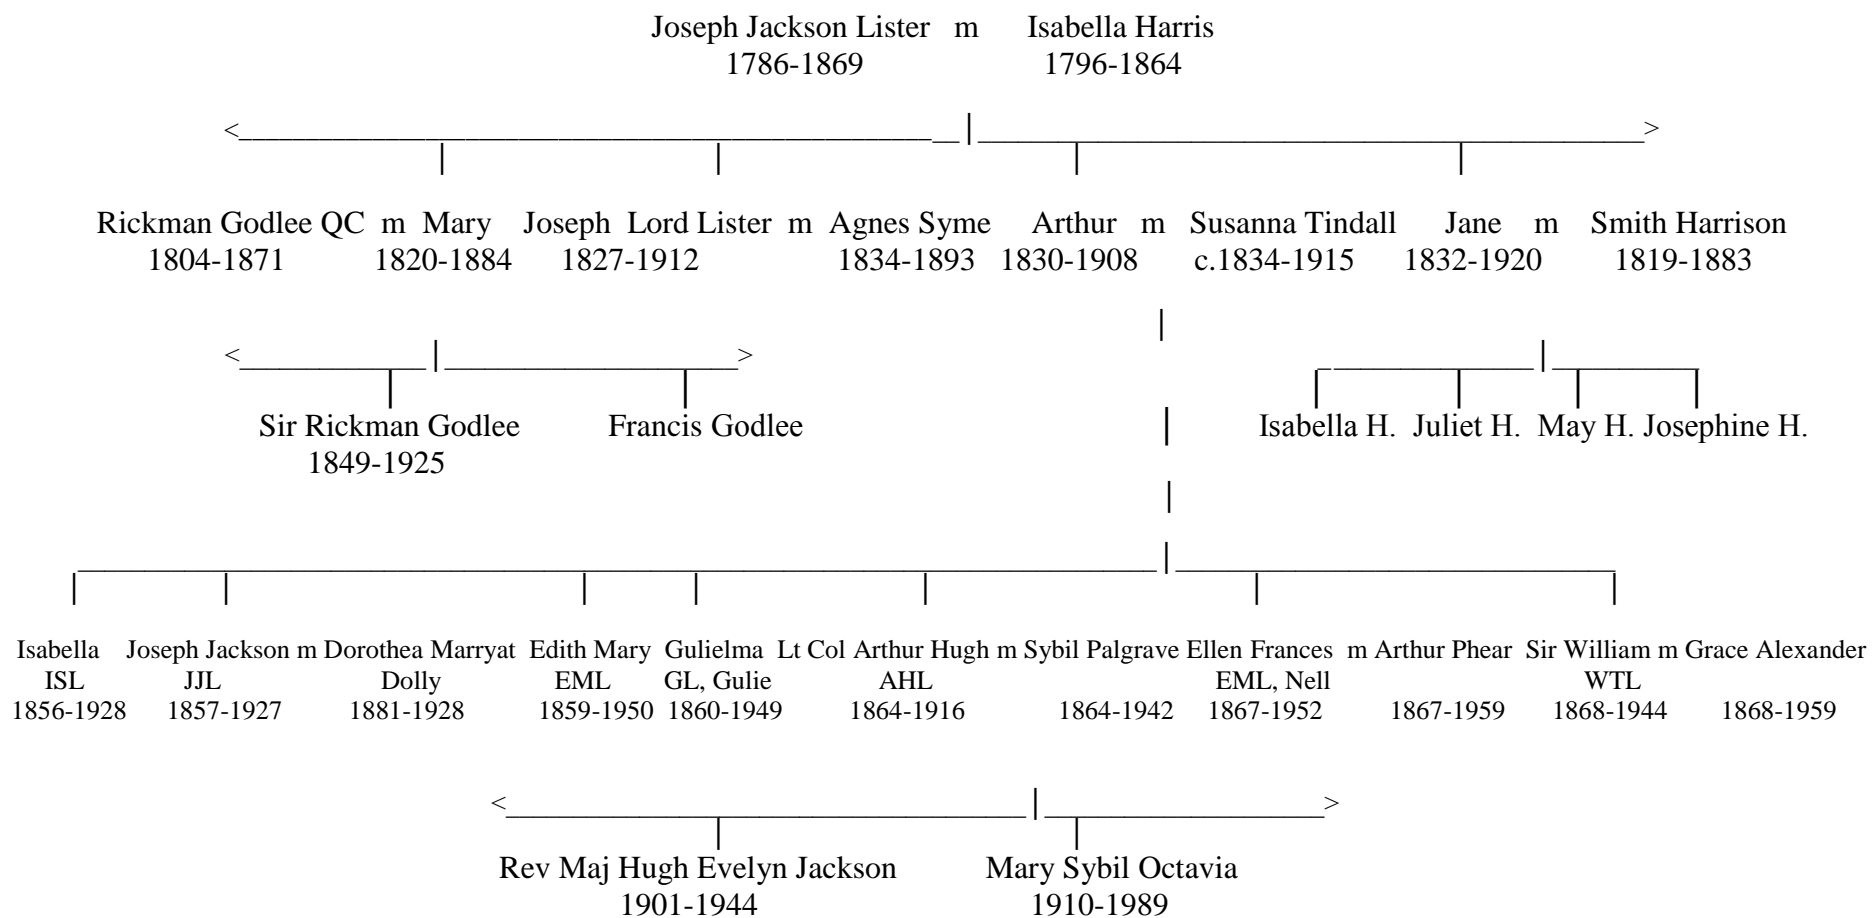 Joseph Jackson Lister m Isabella Harris
1786-1869 1796-1864
Rickman Godlee QC m Mary Joseph Lord Lister m Agnes Syme Arthur m Susanna Tindall Jane m Smith Harrison
1804-1871 1820-1884 1827-1912 1834-1893 1830-1908 c.1834-1915 1832-1920 1819-1883
Sir Rickman Godlee Francis Godlee Isabella H. Juliet H. May H. Josephine H.
1849-1925
Isabella Joseph Jackson m Dorothea Marryat Edith Mary Gulielma Lt Col Arthur Hugh m Sybil Palgrave Ellen Frances m Arthur Phear Sir William m Grace Alexander
ISL JJL Dolly EML GL, Gulie AHL EML, Nell WTL
1856-1928 1857-1927 1881-1928 1859-1950 1860-1949 1864-1916 1864-1942 1867-1952 1867-1959 1868-1944 1868-1959
Rev Maj Hugh Evelyn Jackson Mary Sybil Octavia
1901-1944 1910-1989